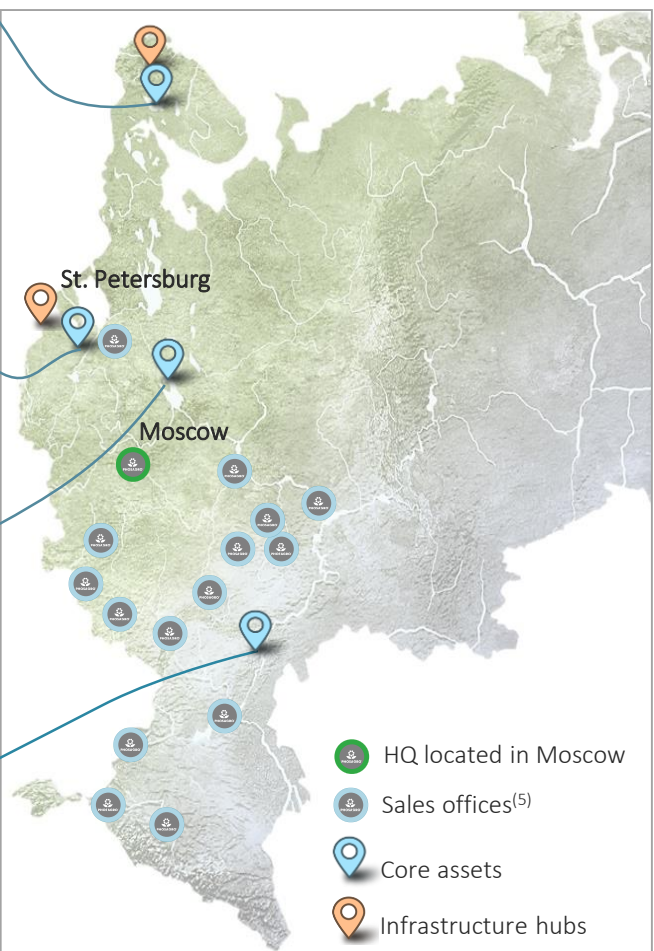 St. Petersburg
Moscow
HQ located in Moscow
Sales offices(5)
Core assets
Infrastructure hubs